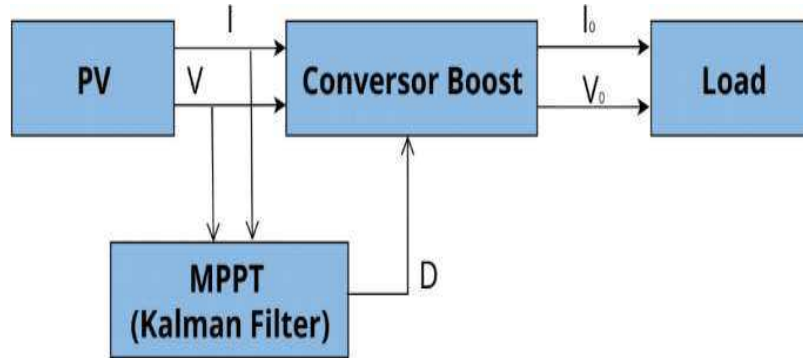 I
I₀
PV
V
Conversor Boost
V₀
Load
MPPT
(Kalman Filter)
D